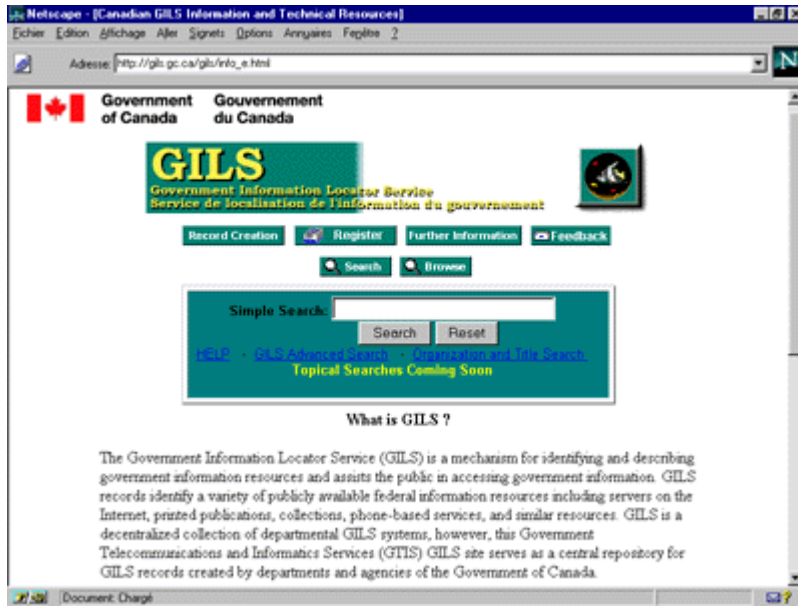 Netscape - [Canadian GILS Information and Technical Resources]
Fichier Edition Affichage Aller Signets Options Annuaires Fenêtre ?
Adresse: http://gils.gc.ca/gils/info_e.html
N
Government Gouvernement
of Canada du Canada
GILS
Government Information Locator Service
Service de localisation de l'information du gouvernement
Record Creation Register Further Information Feedback
Search Browse
Simple Search:
Search Reset
HELP - GILS Advanced Search - Organization and Title Search
Topical Searches Coming Soon
What is GILS ?
The Government Information Locator Service (GILS) is a mechanism for identifying and describing
government information resources and assists the public in accessing government information. GILS
records identify a variety of publicly available federal information resources including servers on the
Internet, printed publications, collections, phone-based services, and similar resources. GILS is a
decentralized collection of departmental GILS systems, however, this Government
Telecommunications and Informatics Services (GTIS) GILS site serves as a central repository for
GILS records created by departments and agencies of the Government of Canada.
Document: Chargé